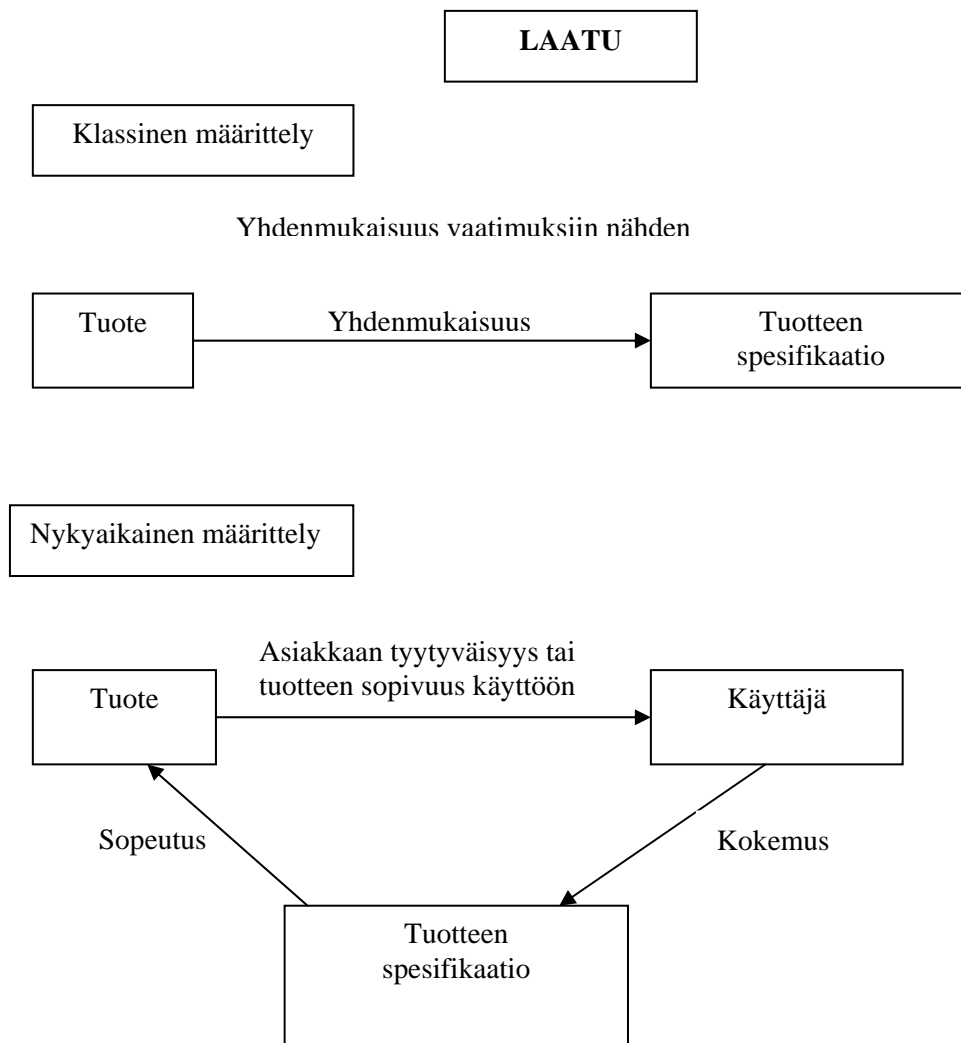 LAATU
Klassinen määrittely
Yhdenmukaisuus vaatimuksiin nähden
Tuote
Yhdenmukaisuus
Tuotteen
spesifikaatio
Nykyaikainen määrittely
Asiakkaan tyytyväisyys tai
tuotteen sopivuus käyttöön
Tuote
Käyttäjä
Sopeutus
Kokemus
Tuotteen
spesifikaatio